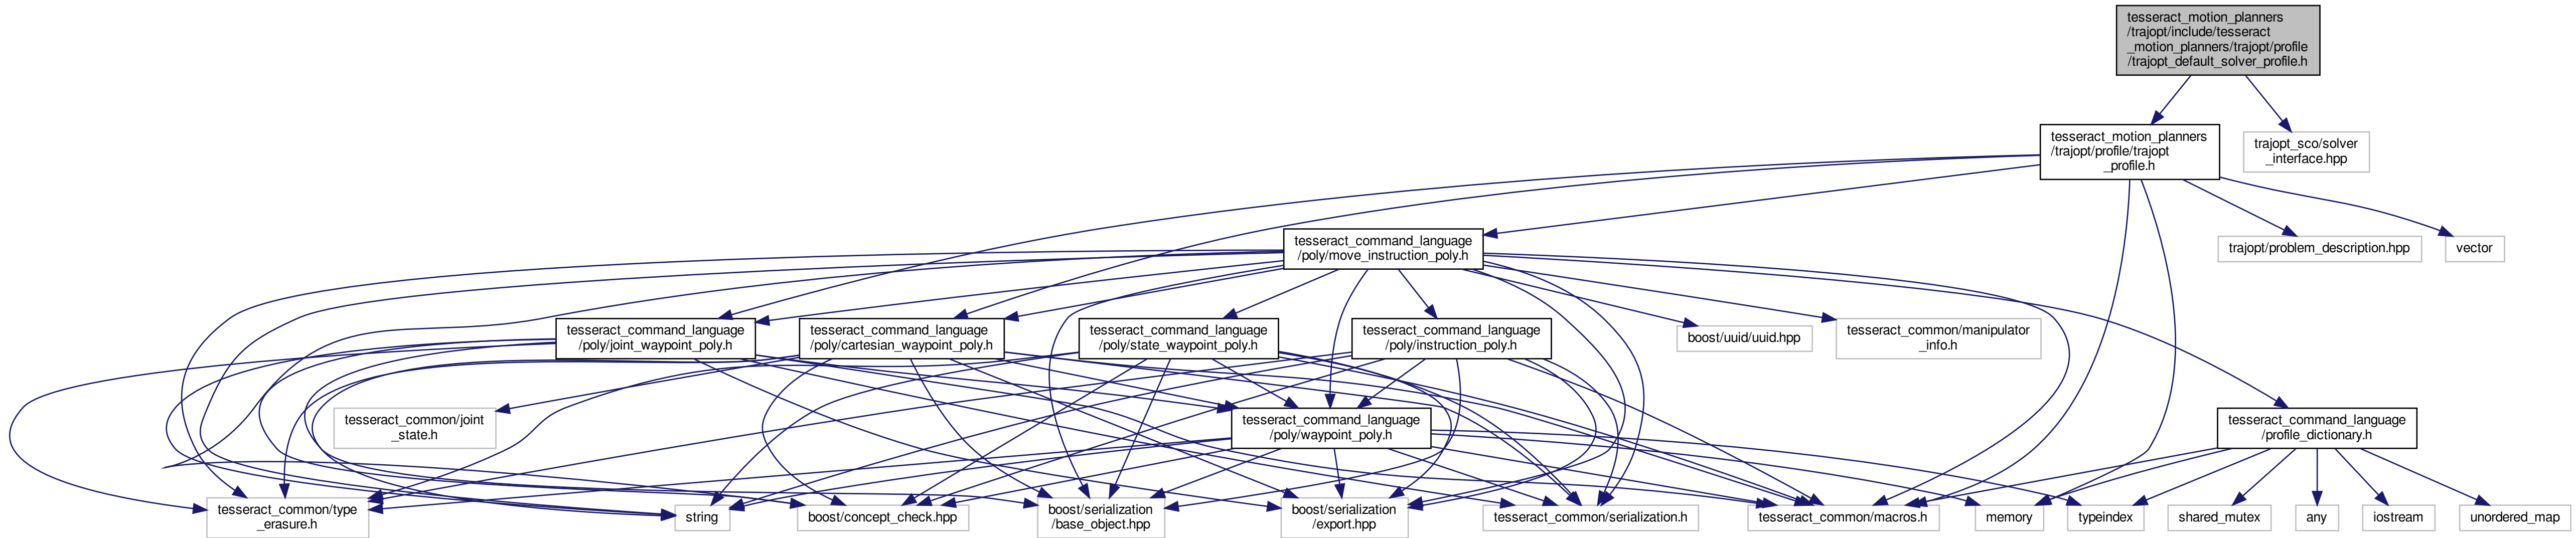 tesseract_motion_planners
/trajopt/include/tesseract
_motion_planners/trajopt/profile
/trajopt_default_solver_profile.h
tesseract_motion_planners
/trajopt/profile/trajopt
_profile.h
trajopt_sco/solver
_interface.hpp
tesseract_command_language
/poly/move_instruction_poly.h
trajopt/problem_description.hpp
vector
tesseract_command_language
/poly/joint_waypoint_poly.h
tesseract_command_language
/poly/cartesian_waypoint_poly.h
tesseract_command_language
/poly/state_waypoint_poly.h
tesseract_command_language
/poly/instruction_poly.h
boost/uuid/uuid.hpp
tesseract_common/manipulator
_info.h
tesseract_common/joint
_state.h
tesseract_command_language
/poly/waypoint_poly.h
tesseract_command_language
/profile_dictionary.h
tesseract_common/type
_erasure.h
string
boost/concept_check.hpp
boost/serialization
/base_object.hpp
boost/serialization
/export.hpp
tesseract_common/serialization.h
tesseract_common/macros.h
memory
typeindex
shared_mutex
any
iostream
unordered_map